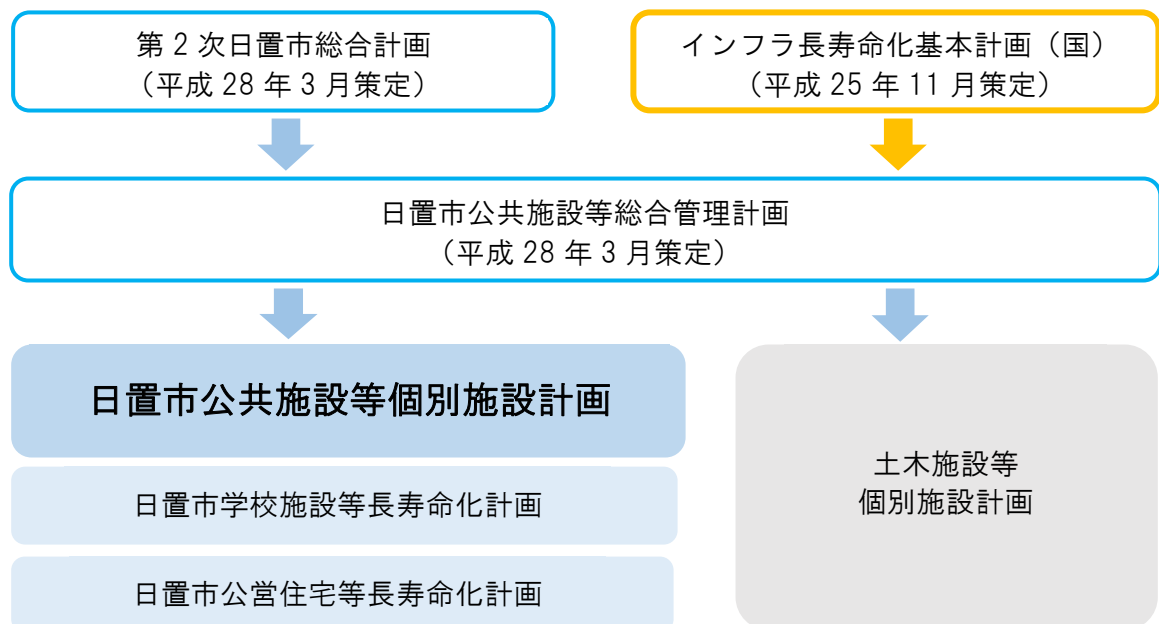 第２次日置市総合計画
（平成 28 年３月策定）
インフラ長寿命化基本計画（国）
（平成 25 年 11 月策定）
日置市公共施設等総合管理計画
（平成 28 年３月策定）
日置市公共施設等個別施設計画
日置市学校施設等長寿命化計画
日置市公営住宅等長寿命化計画
土木施設等
個別施設計画